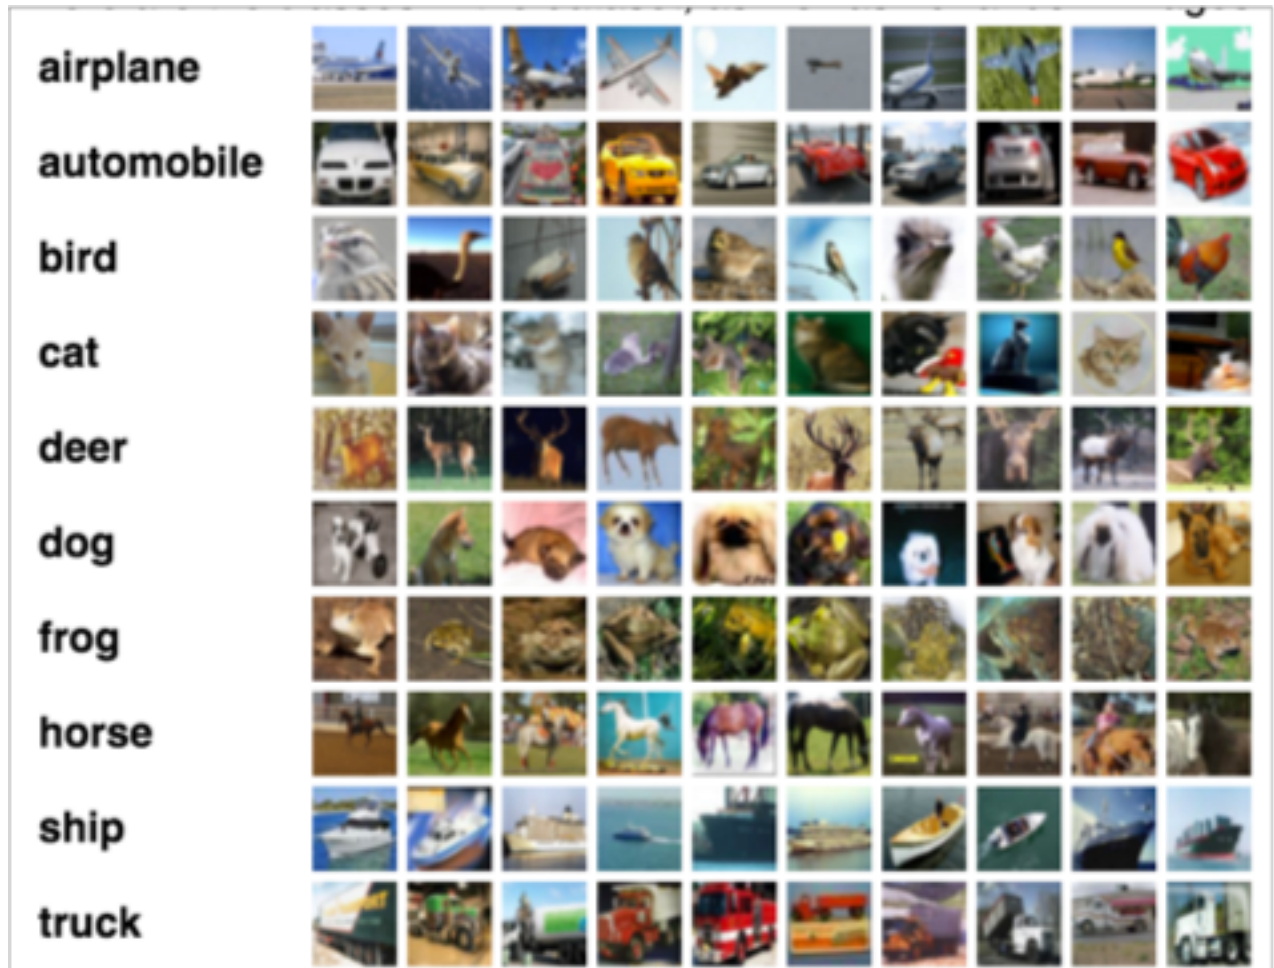 airplane
automobile
bird
cat
deer
dog
frog
horse
ship
truck